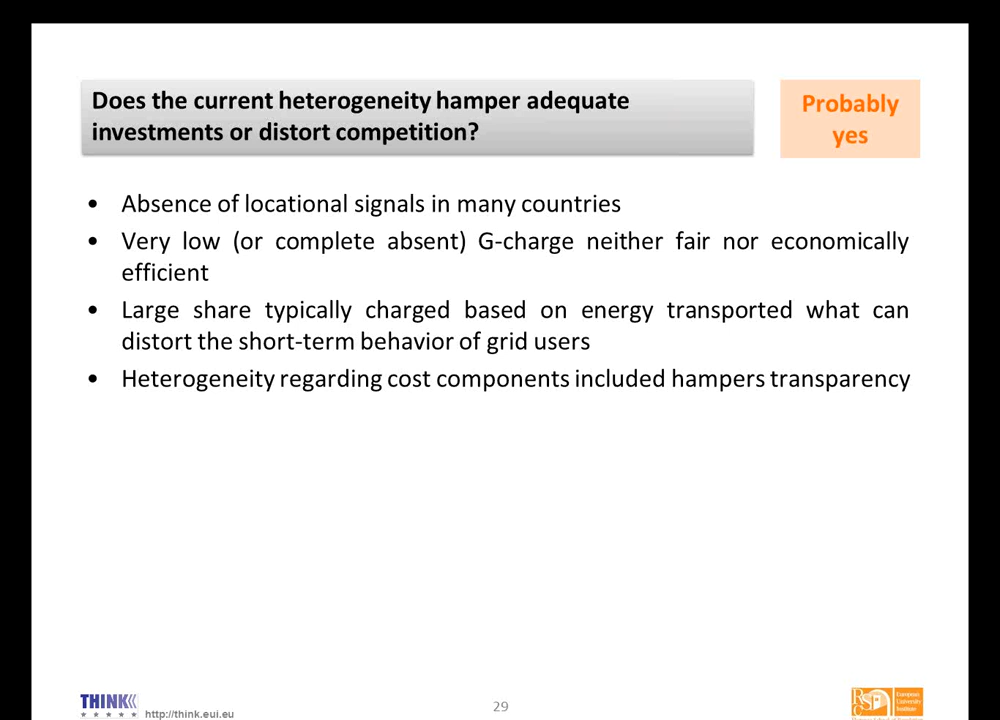 Does the current heterogeneity hamper adequate
investments or distort competition?
Probably
yes
• Absence of locational signals in many countries
• Very low (or complete absent) G-charge neither fair nor economically
efficient
• Large share typically charged based on energy transported what can
distort the short-term behavior of grid users
• Heterogeneity regarding cost components included hampers transparency
THINK
http://think.eui.eu
29
European
University
Institute